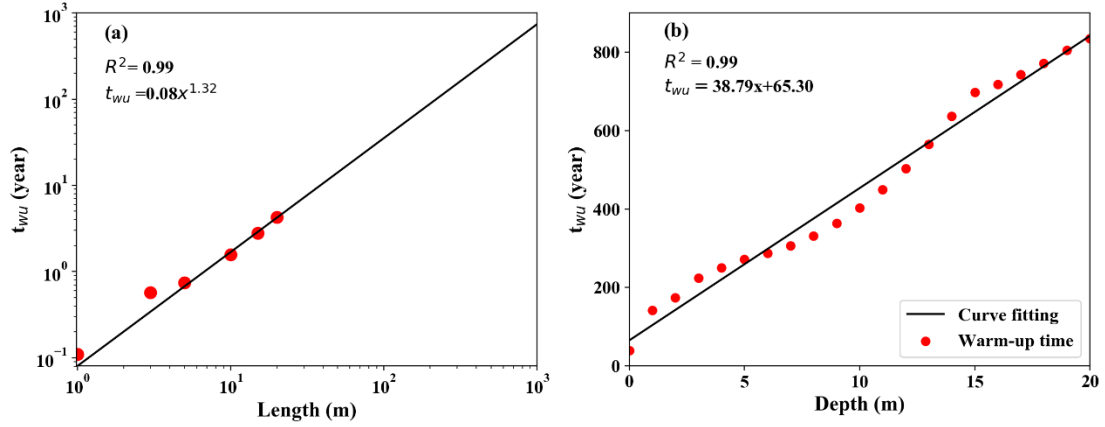 (a)
R² = 0.99
t_wu =0.08x^1.32
t_wu (year)
10³
10²
10¹
10⁰
10⁻¹
10⁰ 10¹ 10² 10³
Length (m)
(b)
R² = 0.99
t_wu = 38.79x+65.30
t_wu (year)
800
600
400
200
0
Curve fitting
Warm-up time
0 5 10 15 20
Depth (m)